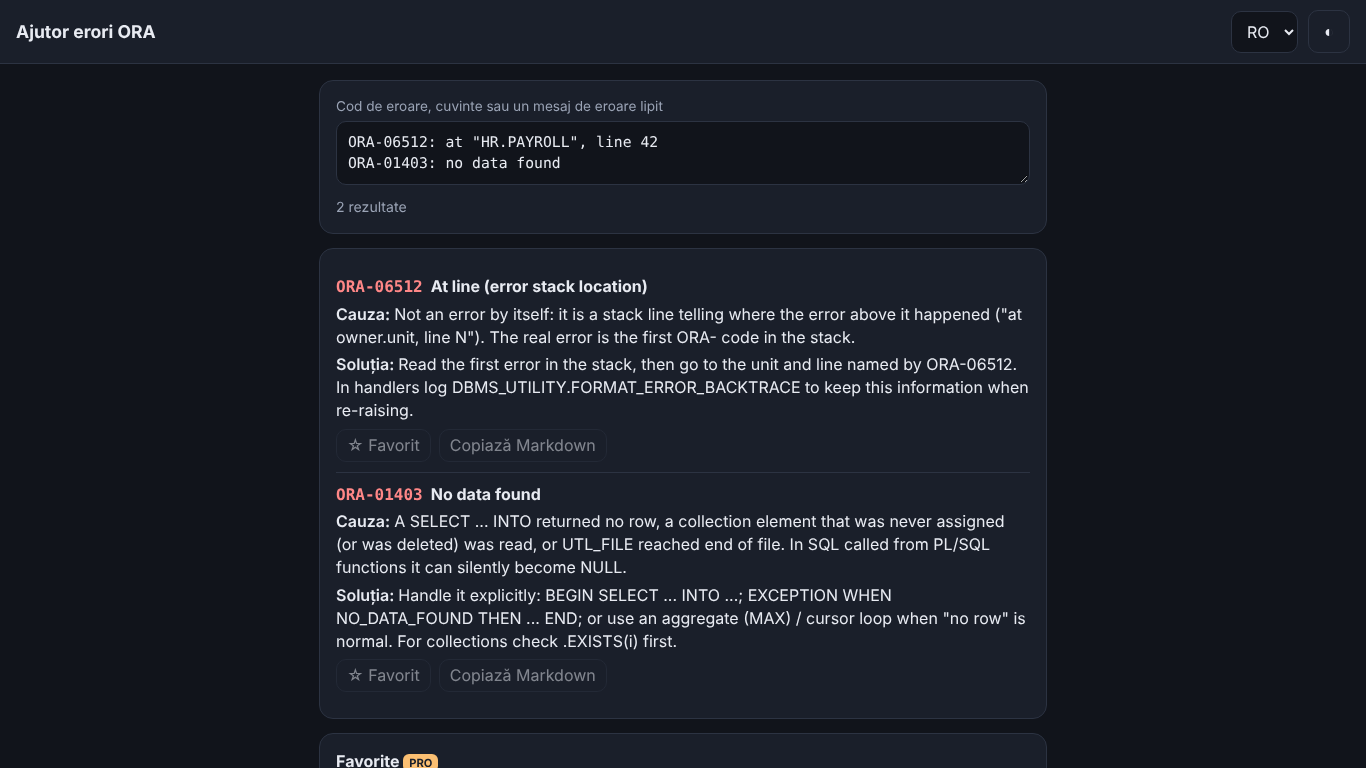 Ajutor erori ORA
RO
Cod de eroare, cuvinte sau un mesaj de eroare lipit
ORA-06512: at "HR.PAYROLL", line 42
ORA-01403: no data found
2 rezultate
ORA-06512 At line (error stack location)
Cauza: Not an error by itself: it is a stack line telling where the error above it happened ("at
owner.unit, line N"). The real error is the first ORA- code in the stack.
Soluția: Read the first error in the stack, then go to the unit and line named by ORA-06512.
In handlers log DBMS_UTILITY.FORMAT_ERROR_BACKTRACE to keep this information when
re-raising.
☆ Favorit Copiază Markdown
ORA-01403 No data found
Cauza: A SELECT ... INTO returned no row, a collection element that was never assigned
(or was deleted) was read, or UTL_FILE reached end of file. In SQL called from PL/SQL
functions it can silently become NULL.
Soluția: Handle it explicitly: BEGIN SELECT ... INTO ...; EXCEPTION WHEN
NO_DATA_FOUND THEN ... END; or use an aggregate (MAX) / cursor loop when "no row" is
normal. For collections check .EXISTS(i) first.
☆ Favorit Copiază Markdown
Favorite PRO